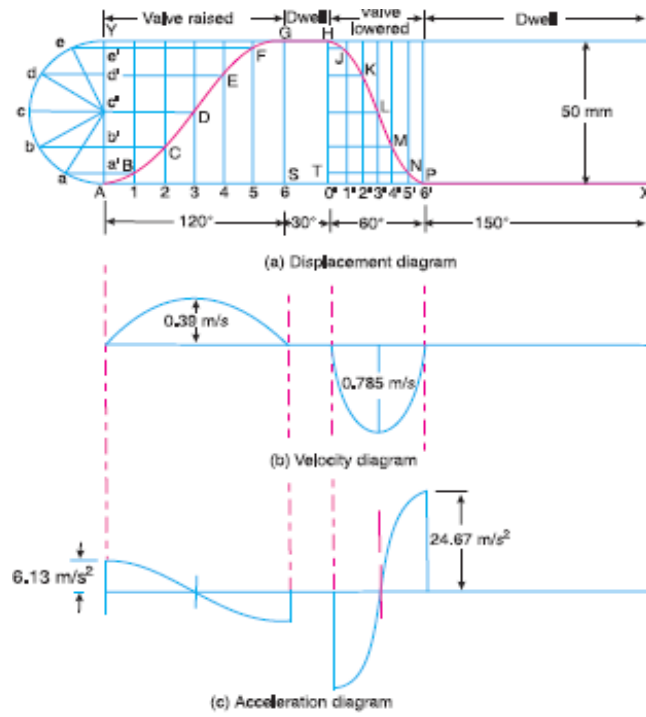 Y Valve raised Dwell Valve lowered Dwell
G H
e e' F J
d d' E K
c c" D L 50 mm
b b' C M
a a' B S T N P
A 1 2 3 4 5 6 0" 1" 2" 3" 4" 5' 6' X
120° 30° 60° 150°
(a) Displacement diagram
0.39 m/s
0.785 m/s
(b) Velocity diagram
6.13 m/s²
24.67 m/s²
(c) Acceleration diagram